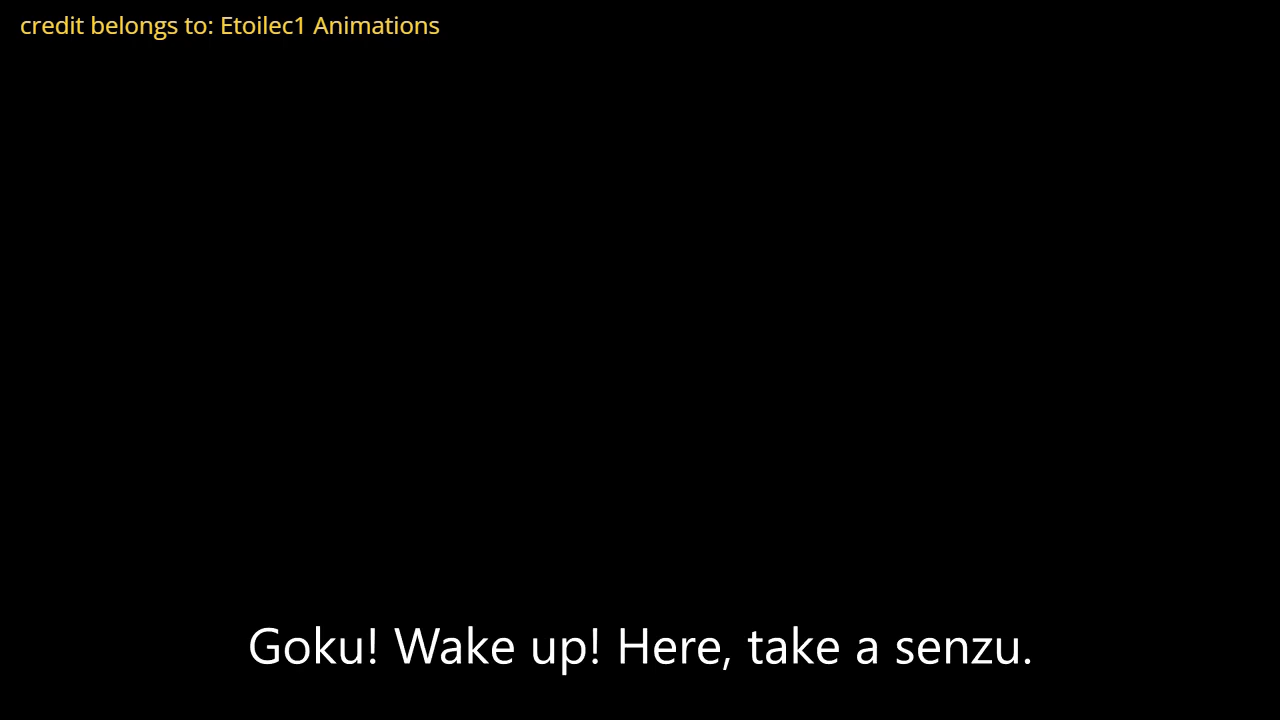 credit belongs to: Etoilec1 Animations
Goku! Wake up! Here, take a senzu.